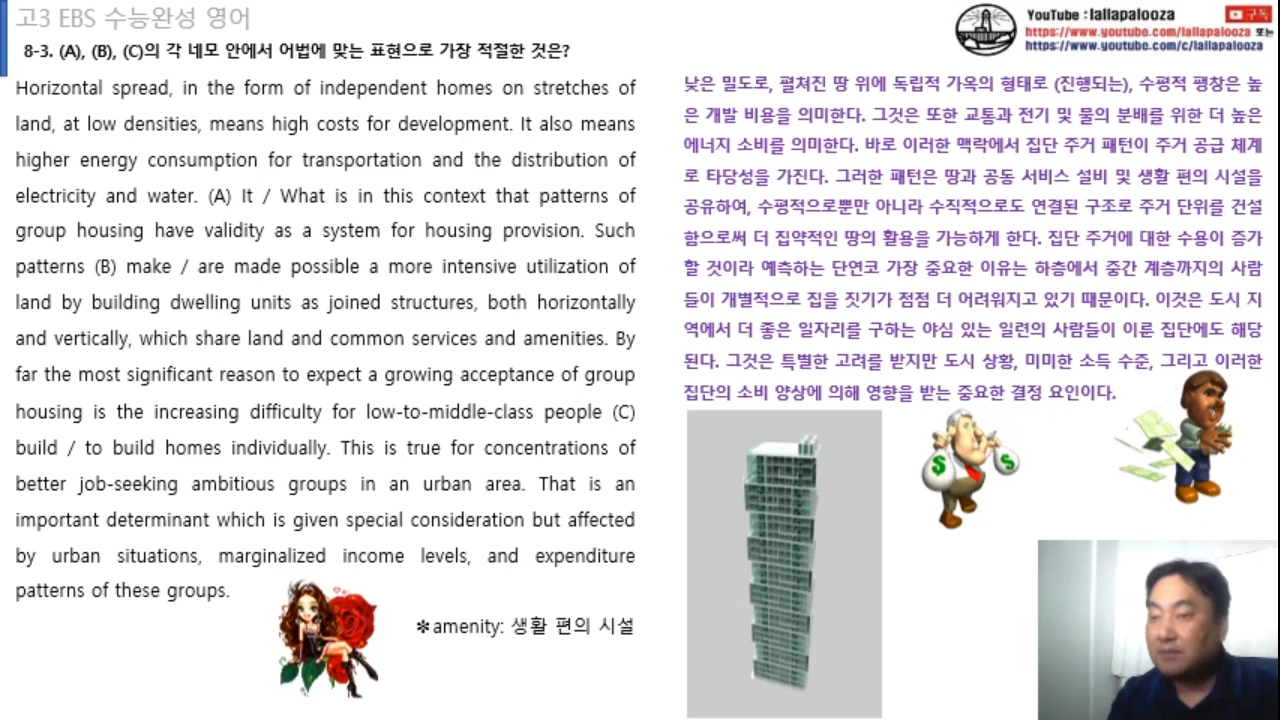 고3 EBS 수능완성 영어
YouTube : lallapalooza
구독
https://www.youtube.com/lallapalooza 또는
https://www.youtube.com/c/lallapalooza
8-3. (A), (B), (C)의 각 네모 안에서 어법에 맞는 표현으로 가장 적절한 것은?
Horizontal spread, in the form of independent homes on stretches of
land, at low densities, means high costs for development. It also means
higher energy consumption for transportation and the distribution of
electricity and water. (A) It / What is in this context that patterns of
group housing have validity as a system for housing provision. Such
patterns (B) make / are made possible a more intensive utilization of
land by building dwelling units as joined structures, both horizontally
and vertically, which share land and common services and amenities. By
far the most significant reason to expect a growing acceptance of group
housing is the increasing difficulty for low-to-middle-class people (C)
build / to build homes individually. This is true for concentrations of
better job-seeking ambitious groups in an urban area. That is an
important determinant which is given special consideration but affected
by urban situations, marginalized income levels, and expenditure
patterns of these groups.
✻amenity: 생활 편의 시설
낮은 밀도로, 펼쳐진 땅 위에 독립적 가옥의 형태로 (진행되는), 수평적 팽창은 높
은 개발 비용을 의미한다. 그것은 또한 교통과 전기 및 물의 분배를 위한 더 높은
에너지 소비를 의미한다. 바로 이러한 맥락에서 집단 주거 패턴이 주거 공급 체계
로 타당성을 가진다. 그러한 패턴은 땅과 공동 서비스 설비 및 생활 편의 시설을
공유하여, 수평적으로뿐만 아니라 수직적으로도 연결된 구조로 주거 단위를 건설
함으로써 더 집약적인 땅의 활용을 가능하게 한다. 집단 주거에 대한 수용이 증가
할 것이라 예측하는 단연코 가장 중요한 이유는 하층에서 중간 계층까지의 사람
들이 개별적으로 집을 짓기가 점점 더 어려워지고 있기 때문이다. 이것은 도시 지
역에서 더 좋은 일자리를 구하는 야심 있는 일련의 사람들이 이룬 집단에도 해당
된다. 그것은 특별한 고려를 받지만 도시 상황, 미미한 소득 수준, 그리고 이러한
집단의 소비 양상에 의해 영향을 받는 중요한 결정 요인이다.